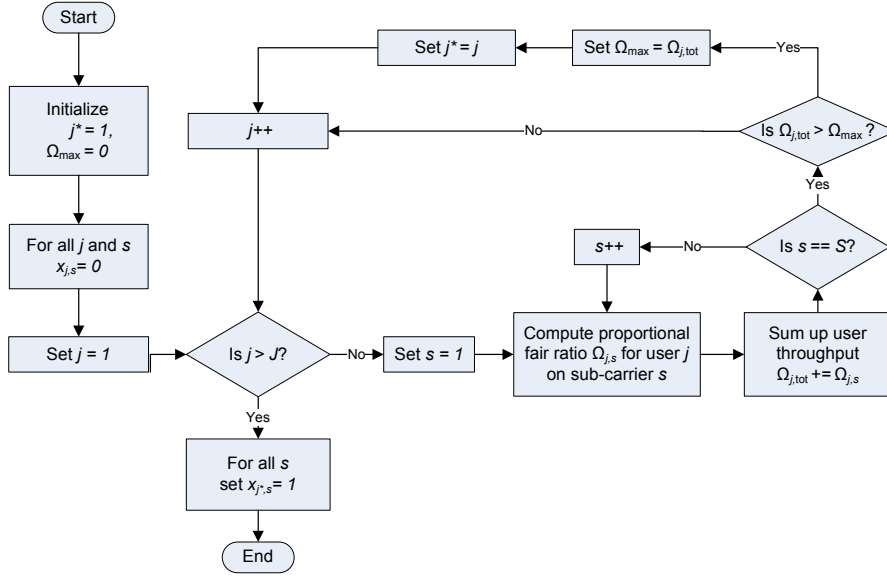 Start
Initialize
j* = 1,
Ωmax = 0
For all j and s
xj,s= 0
Set j = 1
Is j > J?
Yes
No
For all s
set xj*,s= 1
End
Set s = 1
Compute proportional
fair ratio Ωj,s for user j
on sub-carrier s
Sum up user
throughput
Ωj,tot += Ωj,s
Is s == S?
No
s++
Yes
Is Ωj,tot > Ωmax ?
No
Yes
Set Ωmax = Ωj,tot
Set j* = j
j++